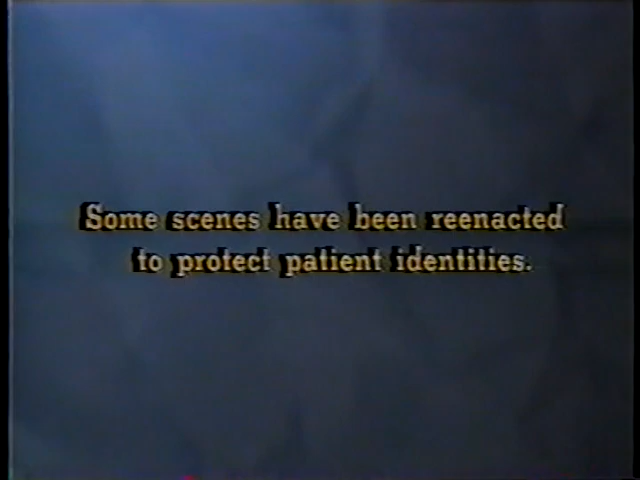 Some scenes have been reenacted
to protect patient identities.